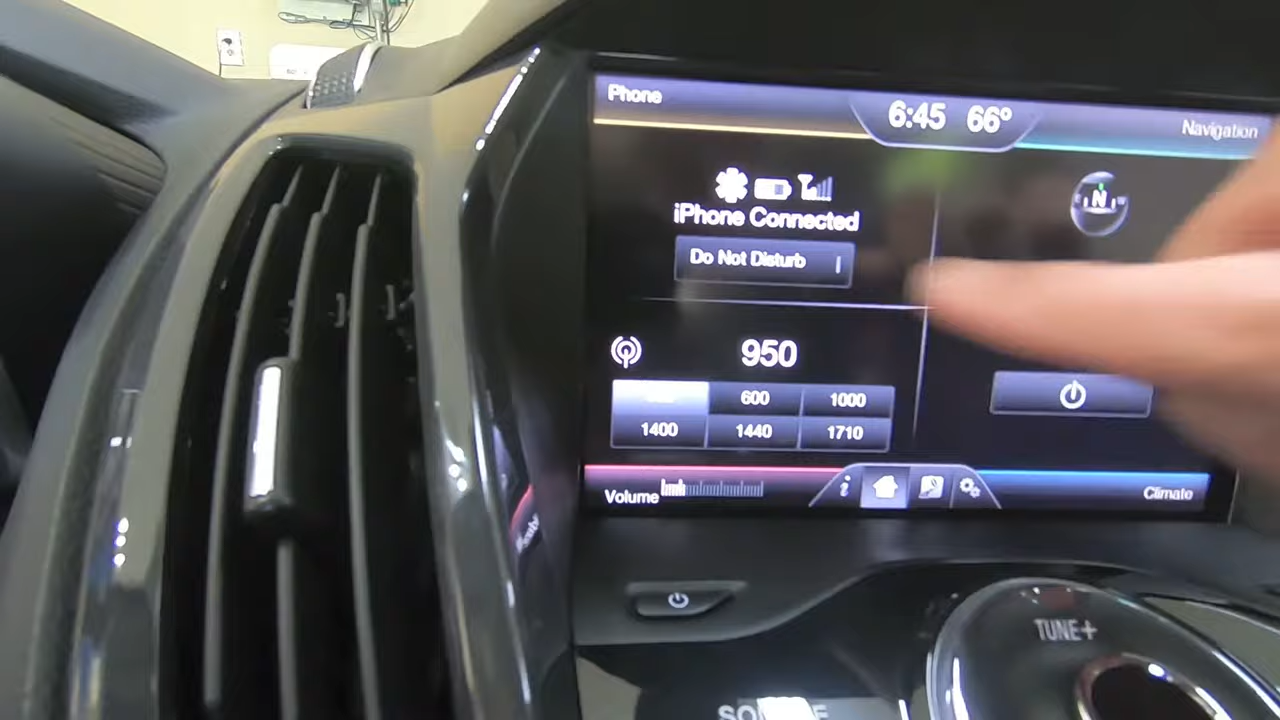 Phone
6:45 66°
Navigation
iPhone Connected
N
Do Not Disturb
950
600 1000
1400 1440 1710
Volume
i
Climate
TUNE+